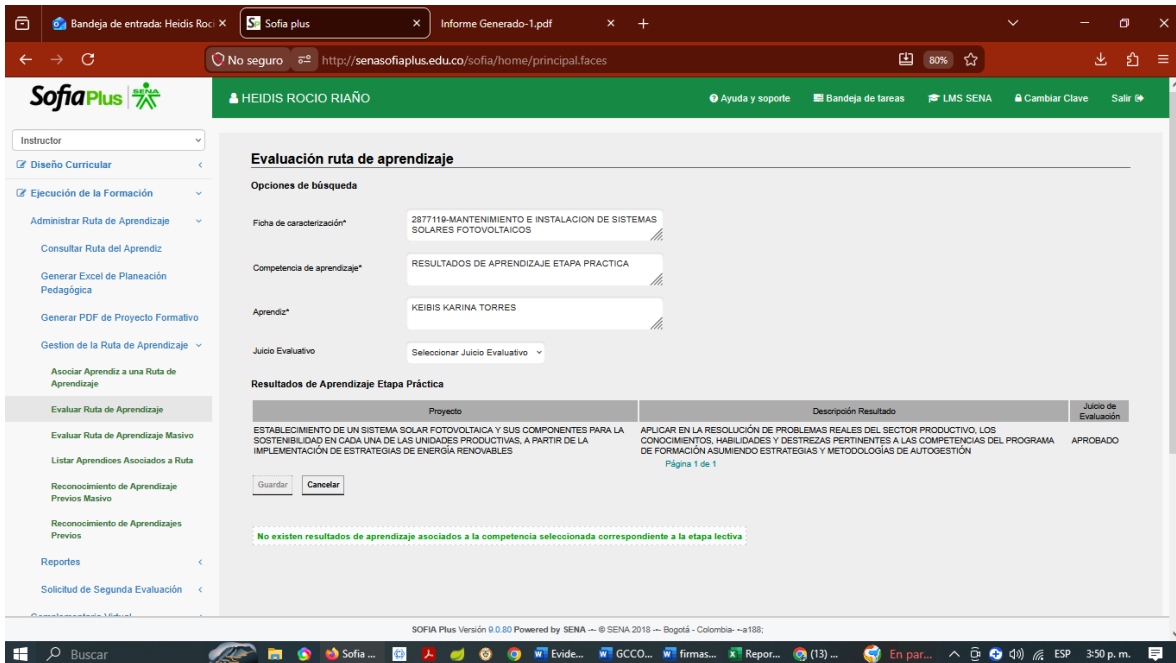 Bandeja de entrada: Heidis Roci
Sofia plus
Informe Generado-1.pdf
No seguro
http://senasofiaplus.edu.co/sofia/home/principal.faces
80%
Sofia Plus SENA
HEIDIS ROCIO RIAÑO
Ayuda y soporte
Bandeja de tareas
LMS SENA
Cambiar Clave
Salir
Instructor
Diseño Curricular
Ejecución de la Formación
Administrar Ruta de Aprendizaje
Consultar Ruta del Aprendiz
Generar Excel de Planeación
Pedagógica
Generar PDF de Proyecto Formativo
Gestion de la Ruta de Aprendizaje
Asociar Aprendiz a una Ruta de
Aprendizaje
Evaluar Ruta de Aprendizaje
Evaluar Ruta de Aprendizaje Masivo
Listar Aprendices Asociados a Ruta
Reconocimiento de Aprendizaje
Previos Masivo
Reconocimiento de Aprendizajes
Previos
Reportes
Solicitud de Segunda Evaluación
Complementario Virtual
Evaluación ruta de aprendizaje
Opciones de búsqueda
Ficha de caracterización*
2877119-MANTENIMIENTO E INSTALACION DE SISTEMAS
SOLARES FOTOVOLTAICOS
Competencia de aprendizaje*
RESULTADOS DE APRENDIZAJE ETAPA PRACTICA
Aprendiz*
KEIBIS KARINA TORRES
Juicio Evaluativo
Seleccionar Juicio Evaluativo
Resultados de Aprendizaje Etapa Práctica
Proyecto
Descripción Resultado
Juicio de
Evaluación
ESTABLECIMIENTO DE UN SISTEMA SOLAR FOTOVOLTAICA Y SUS COMPONENTES PARA LA
SOSTENIBILIDAD EN CADA UNA DE LAS UNIDADES PRODUCTIVAS, A PARTIR DE LA
IMPLEMENTACIÓN DE ESTRATEGIAS DE ENERGÍA RENOVABLES
APLICAR EN LA RESOLUCIÓN DE PROBLEMAS REALES DEL SECTOR PRODUCTIVO, LOS
CONOCIMIENTOS, HABILIDADES Y DESTREZAS PERTINENTES A LAS COMPETENCIAS DEL PROGRAMA
DE FORMACIÓN ASUMIENDO ESTRATEGIAS Y METODOLOGÍAS DE AUTOGESTIÓN
APROBADO
Página 1 de 1
Guardar
Cancelar
No existen resultados de aprendizaje asociados a la competencia seleccionada correspondiente a la etapa lectiva
SOFIA Plus Versión 9.0.80 Powered by SENA -.- © SENA 2018 -.- Bogotá - Colombia- -.-a188;
Buscar
Sofia ...
Evide...
GCCO...
firmas...
Repor...
(13) ...
En par...
ESP
3:50 p. m.